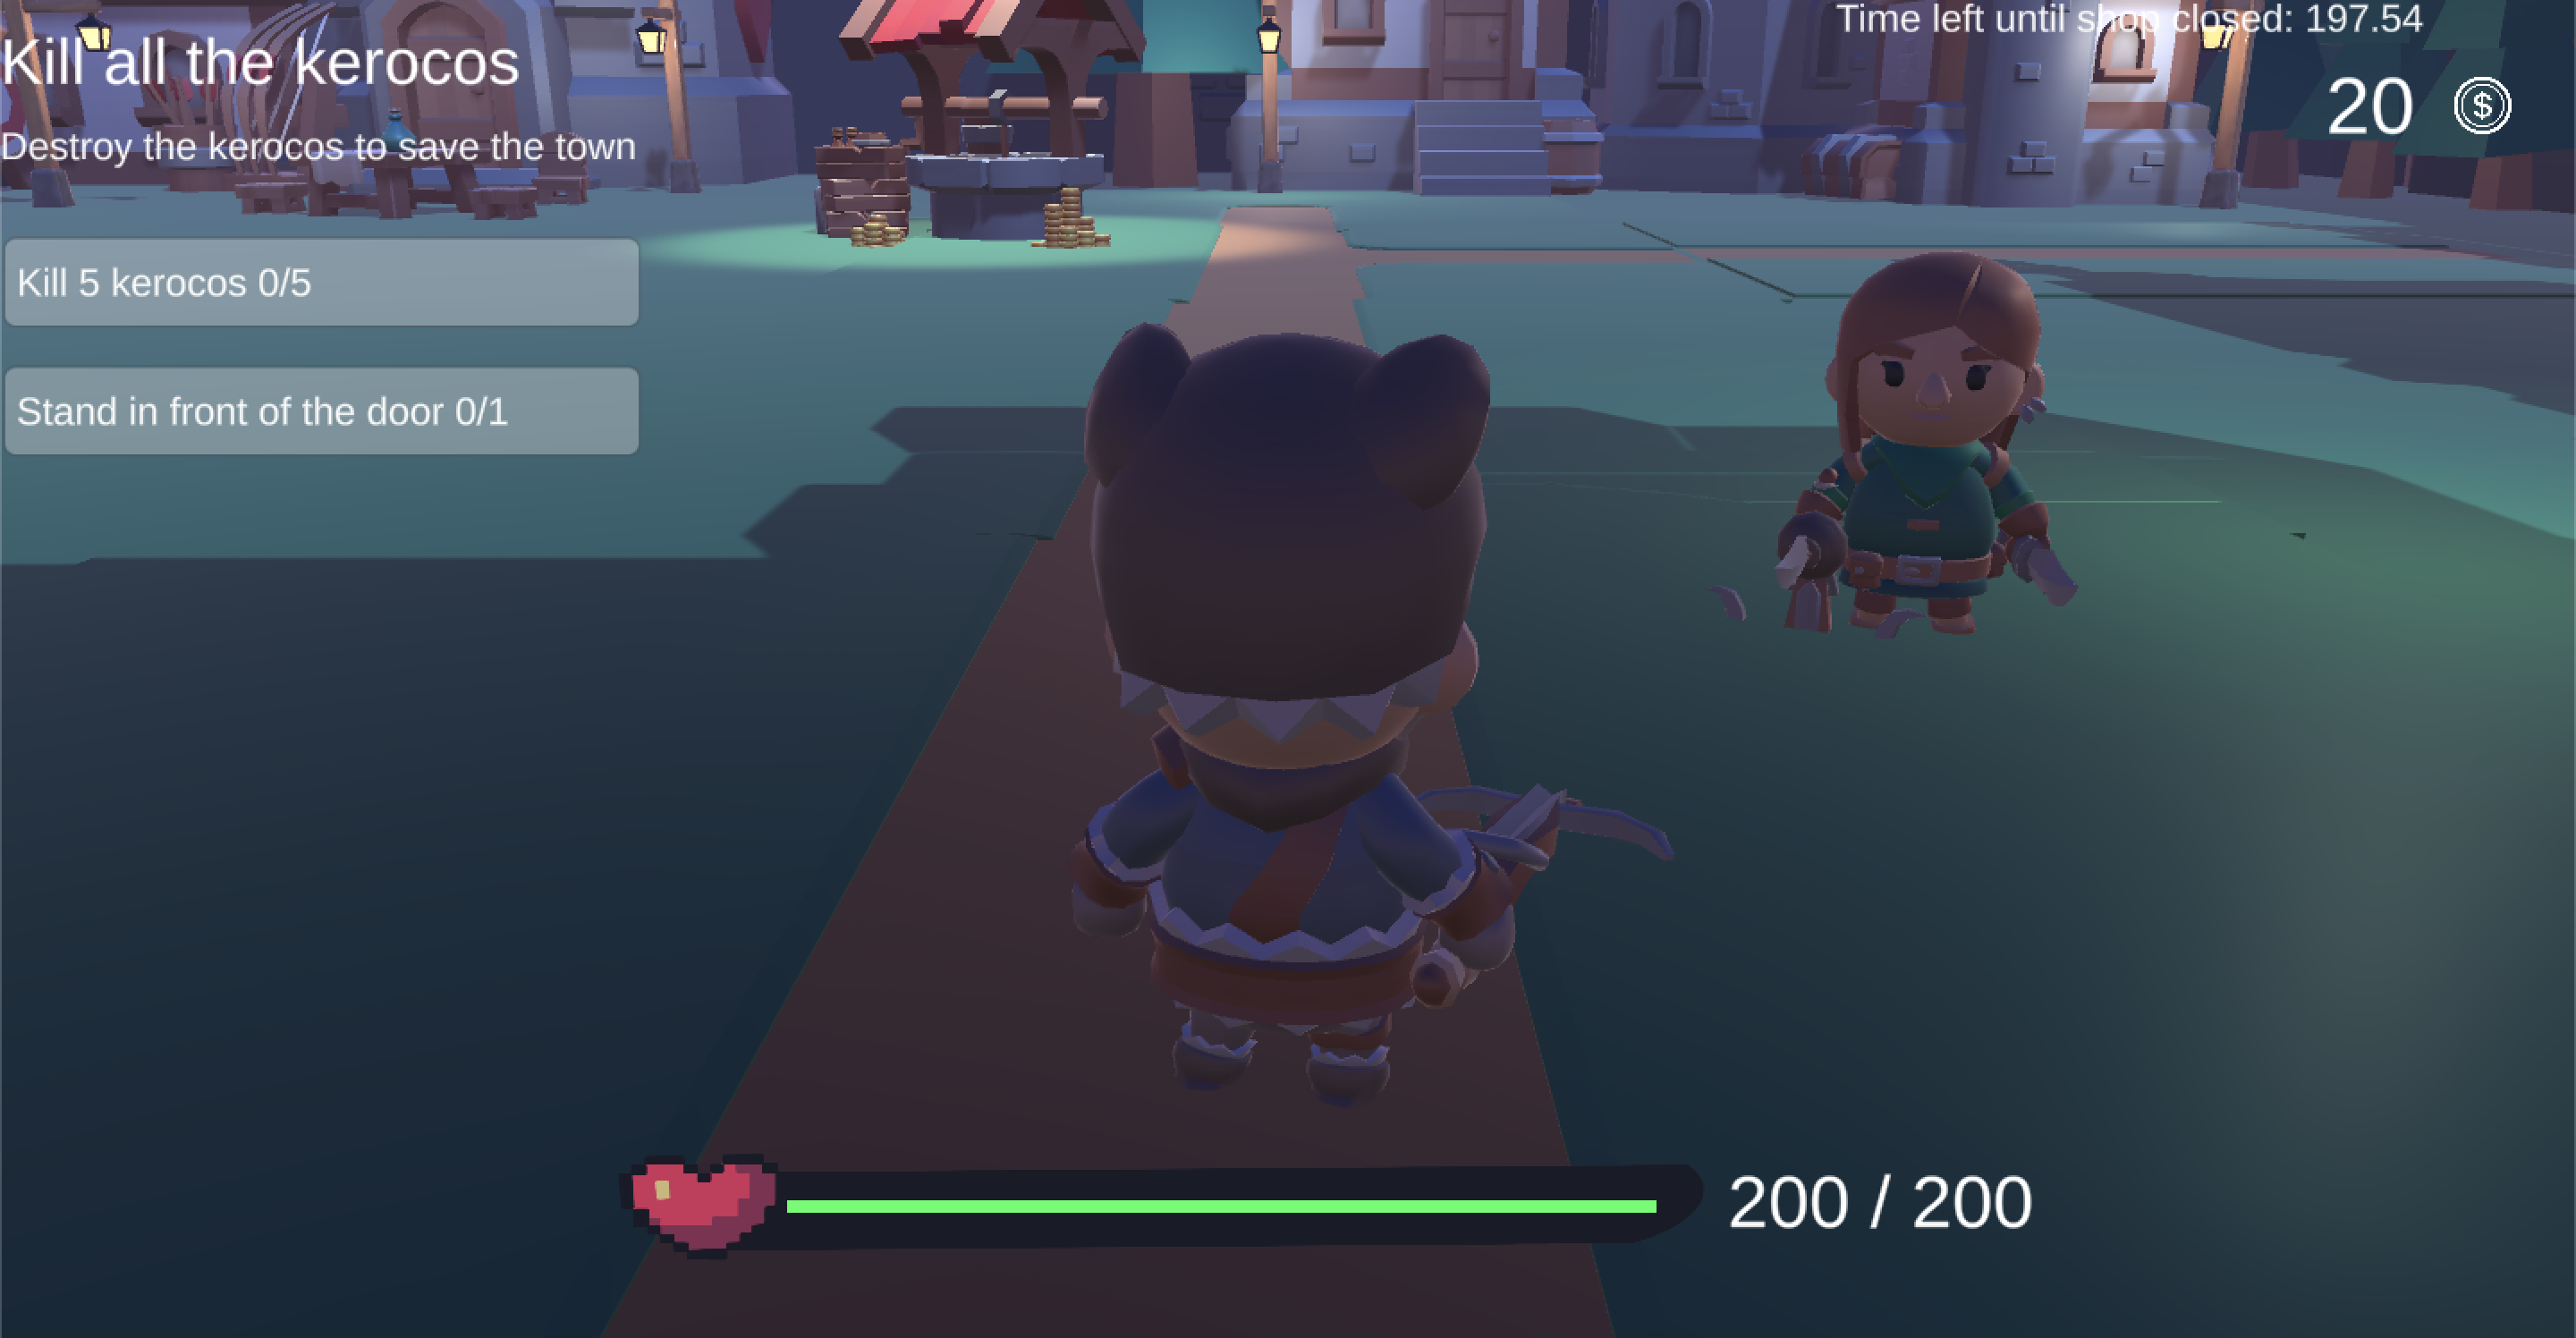 Time left until shop closed: 197.54
Kill all the kerocos
20 $
Destroy the kerocos to save the town
Kill 5 kerocos 0/5
Stand in front of the door 0/1
200 / 200